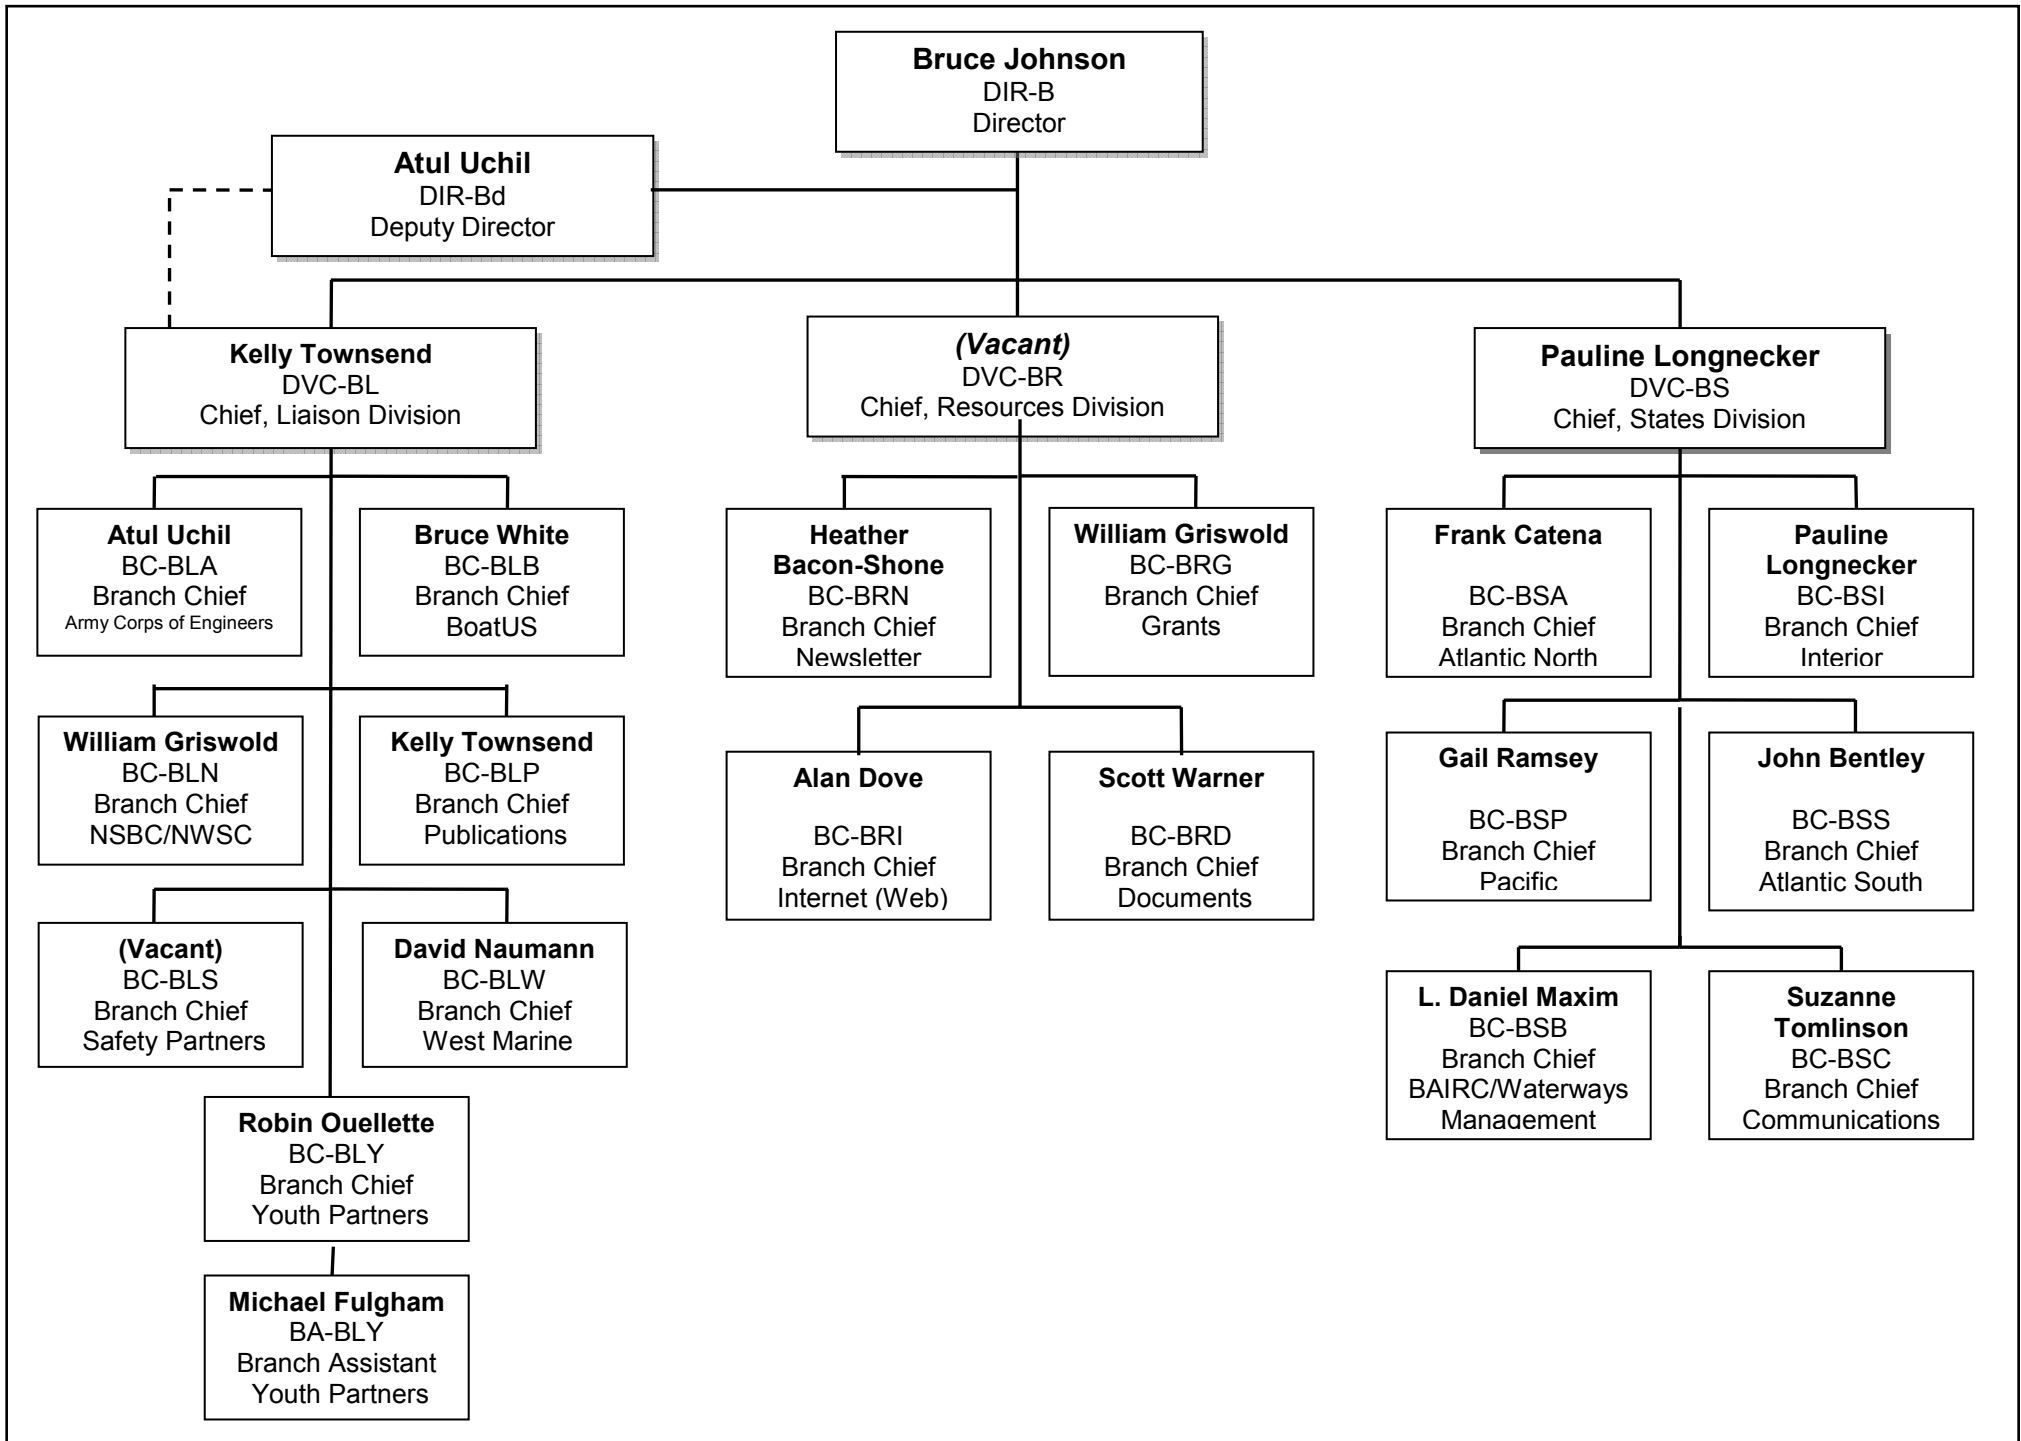 Bruce Johnson
DIR-B
Director
Atul Uchil
DIR-Bd
Deputy Director
Kelly Townsend
DVC-BL
Chief, Liaison Division
(Vacant)
DVC-BR
Chief, Resources Division
Pauline Longnecker
DVC-BS
Chief, States Division
Atul Uchil
BC-BLA
Branch Chief
Army Corps of Engineers
Bruce White
BC-BLB
Branch Chief
BoatUS
Heather
Bacon-Shone
BC-BRN
Branch Chief
Newsletter
William Griswold
BC-BRG
Branch Chief
Grants
Frank Catena
BC-BSA
Branch Chief
Atlantic North
Pauline
Longnecker
BC-BSI
Branch Chief
Interior
William Griswold
BC-BLN
Branch Chief
NSBC/NWSC
Kelly Townsend
BC-BLP
Branch Chief
Publications
Alan Dove
BC-BRI
Branch Chief
Internet (Web)
Scott Warner
BC-BRD
Branch Chief
Documents
Gail Ramsey
BC-BSP
Branch Chief
Pacific
John Bentley
BC-BSS
Branch Chief
Atlantic South
(Vacant)
BC-BLS
Branch Chief
Safety Partners
David Naumann
BC-BLW
Branch Chief
West Marine
L. Daniel Maxim
BC-BSB
Branch Chief
BAIRC/Waterways
Management
Suzanne
Tomlinson
BC-BSC
Branch Chief
Communications
Robin Ouellette
BC-BLY
Branch Chief
Youth Partners
Michael Fulgham
BA-BLY
Branch Assistant
Youth Partners